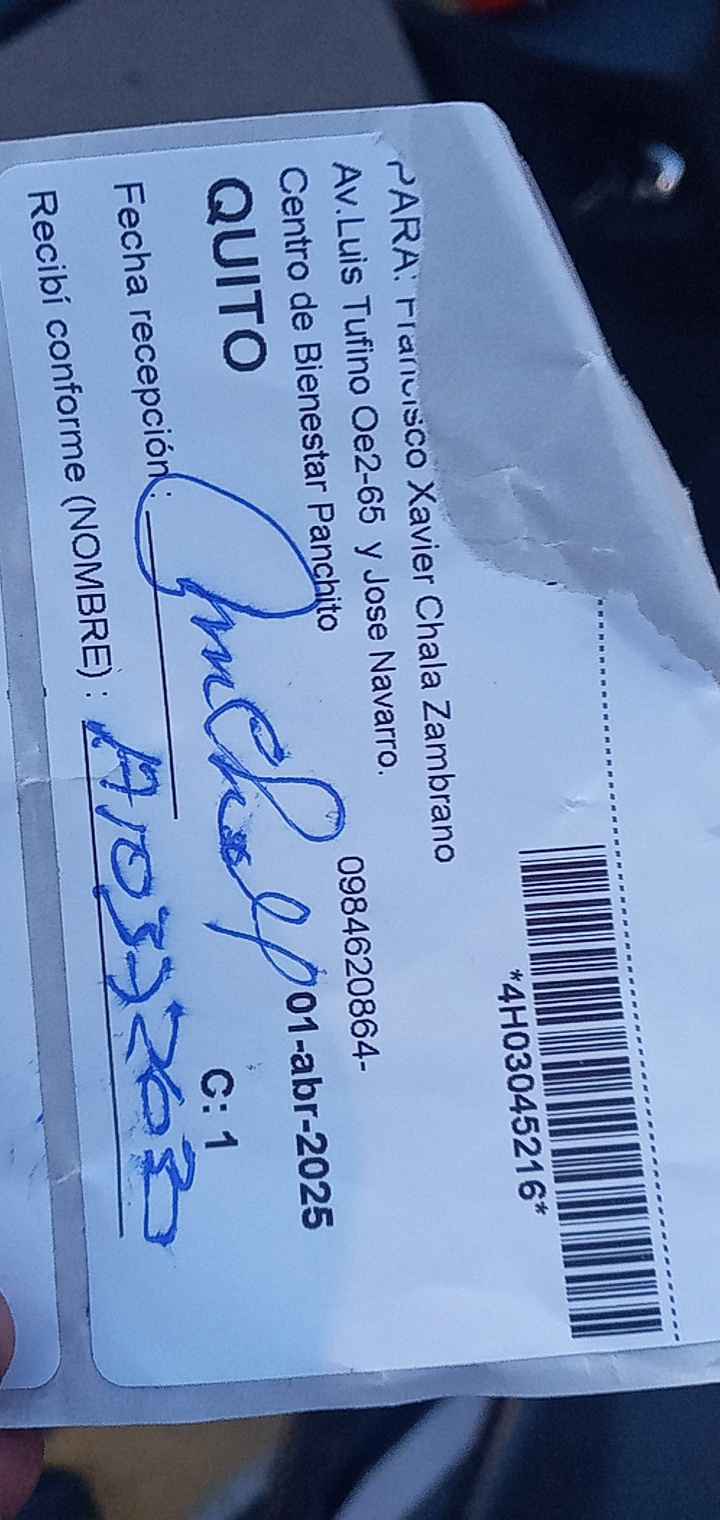 *4H03045216*
PARA: Francisco Xavier Chala Zambrano
Av.Luis Tufino Oe2-65 y Jose Navarro.
0984620864-
Centro de Bienestar Panchito
01-abr-2025
QUITO
C: 1
Fecha recepción :
Recibí conforme (NOMBRE) :